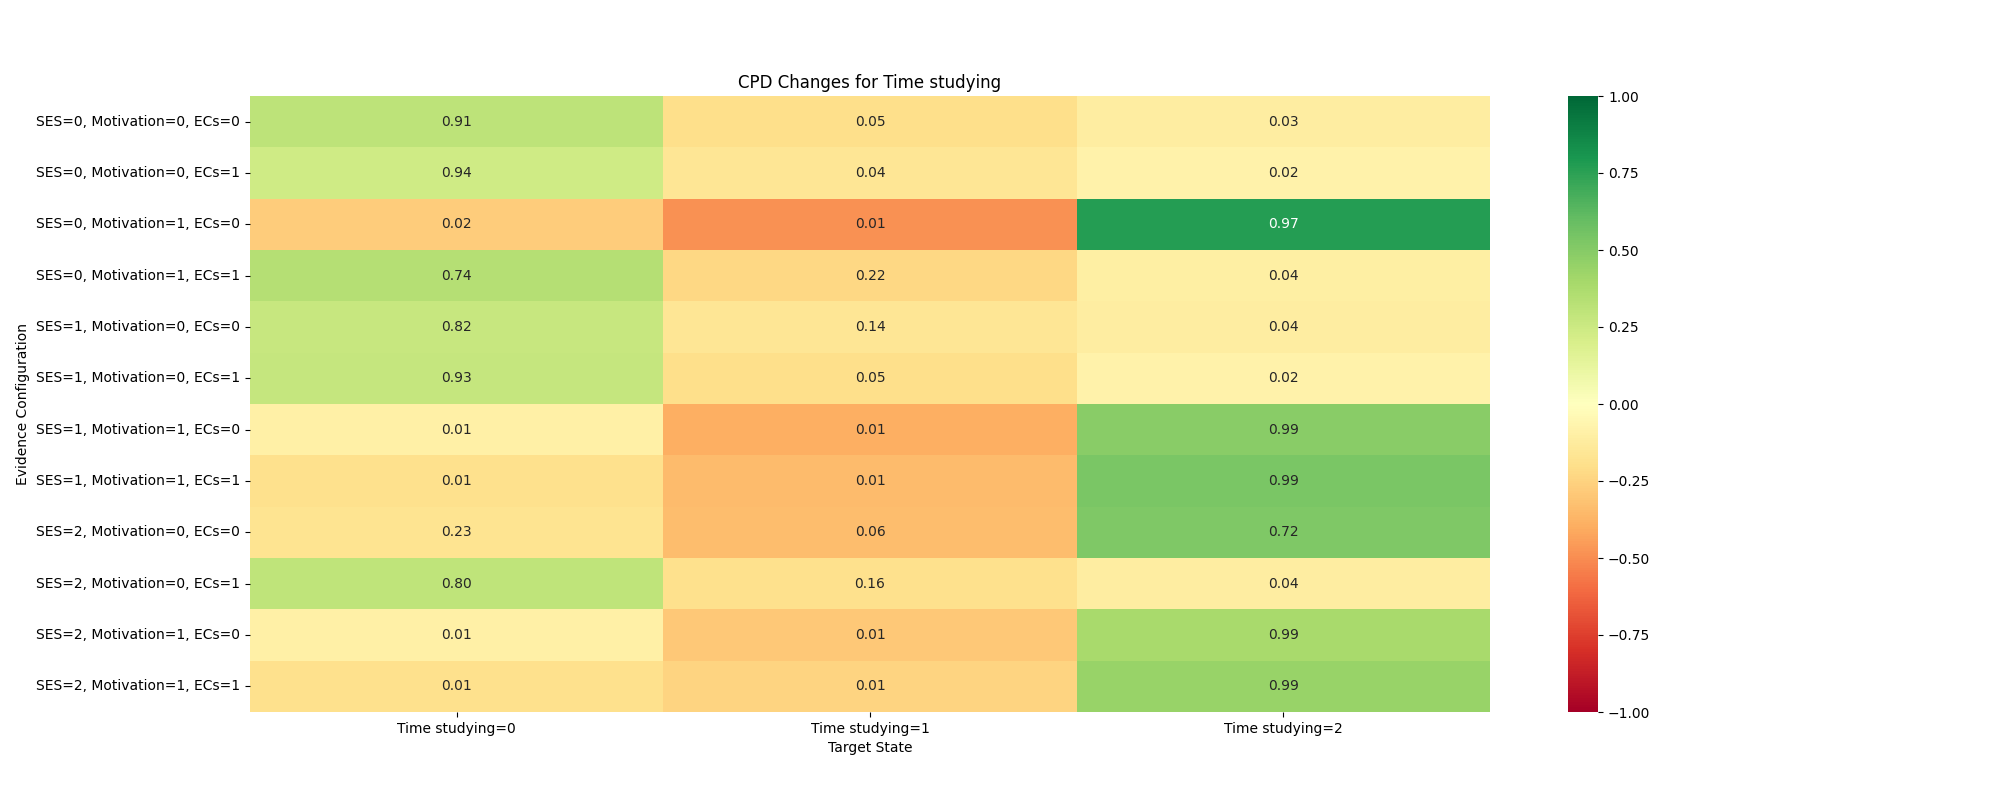 CPD Changes for Time studying
Evidence Configuration
SES=0, Motivation=0, ECs=0 0.91 0.05 0.03
SES=0, Motivation=0, ECs=1 0.94 0.04 0.02
SES=0, Motivation=1, ECs=0 0.02 0.01 0.97
SES=0, Motivation=1, ECs=1 0.74 0.22 0.04
SES=1, Motivation=0, ECs=0 0.82 0.14 0.04
SES=1, Motivation=0, ECs=1 0.93 0.05 0.02
SES=1, Motivation=1, ECs=0 0.01 0.01 0.99
SES=1, Motivation=1, ECs=1 0.01 0.01 0.99
SES=2, Motivation=0, ECs=0 0.23 0.06 0.72
SES=2, Motivation=0, ECs=1 0.80 0.16 0.04
SES=2, Motivation=1, ECs=0 0.01 0.01 0.99
SES=2, Motivation=1, ECs=1 0.01 0.01 0.99
Time studying=0 Time studying=1 Time studying=2
Target State
1.00
0.75
0.50
0.25
0.00
−0.25
−0.50
−0.75
−1.00